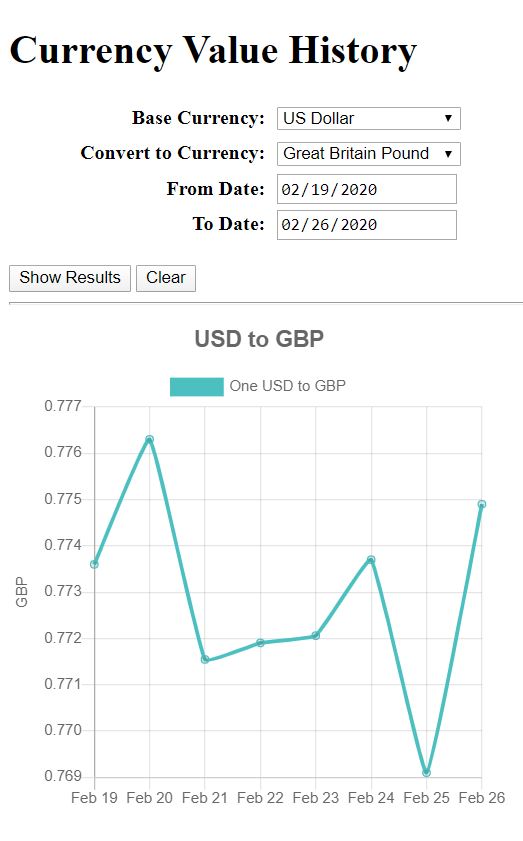 Currency Value History
Base Currency: US Dollar
Convert to Currency: Great Britain Pound
From Date: 02/19/2020
To Date: 02/26/2020
Show Results Clear
USD to GBP
One USD to GBP
0.777
0.776
0.775
0.774
0.773
0.772
0.771
0.770
0.769
GBP
Feb 19 Feb 20 Feb 21 Feb 22 Feb 23 Feb 24 Feb 25 Feb 26